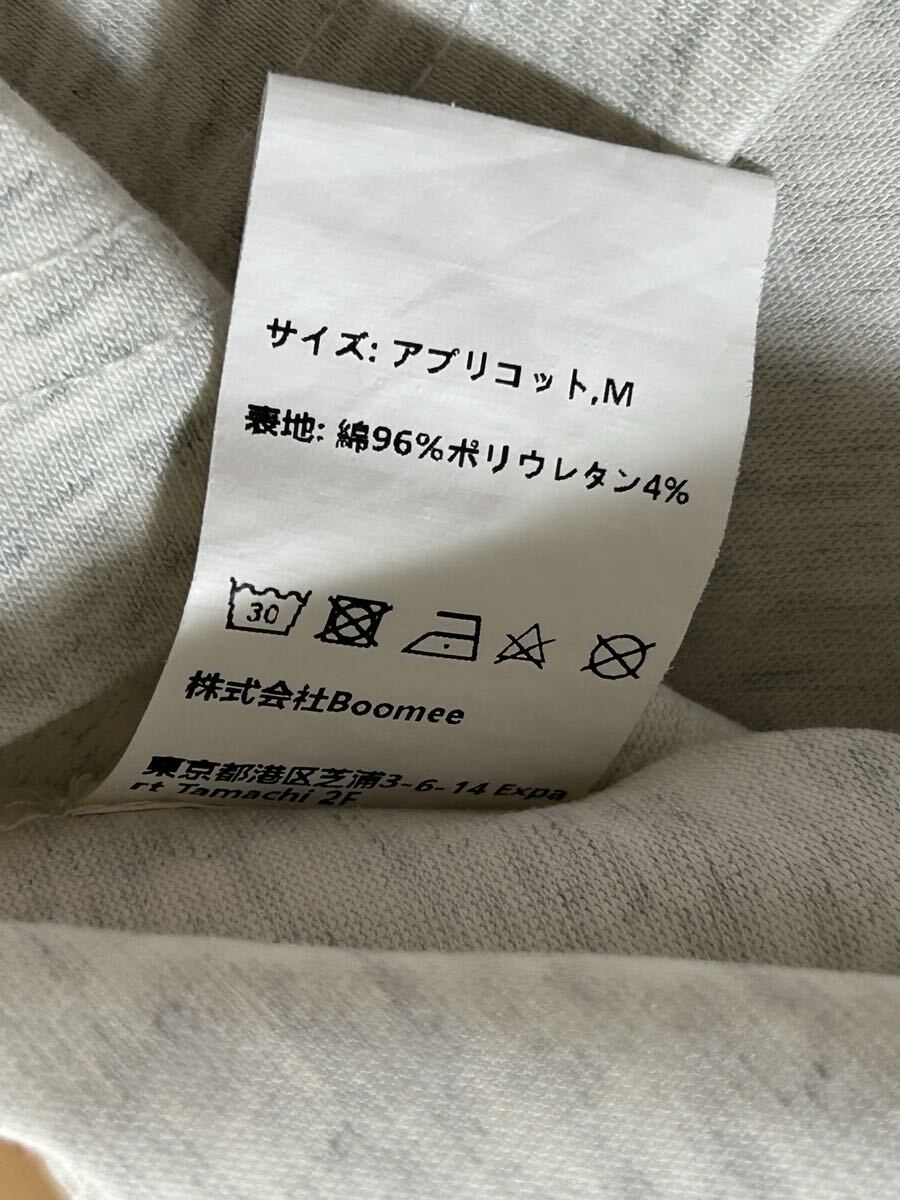 サイズ: アプリコット,M
表地: 綿96%ポリウレタン4%
30
株式会社Boomee
東京都港区芝浦3-6-14 Expa
rt Tamachi 2F